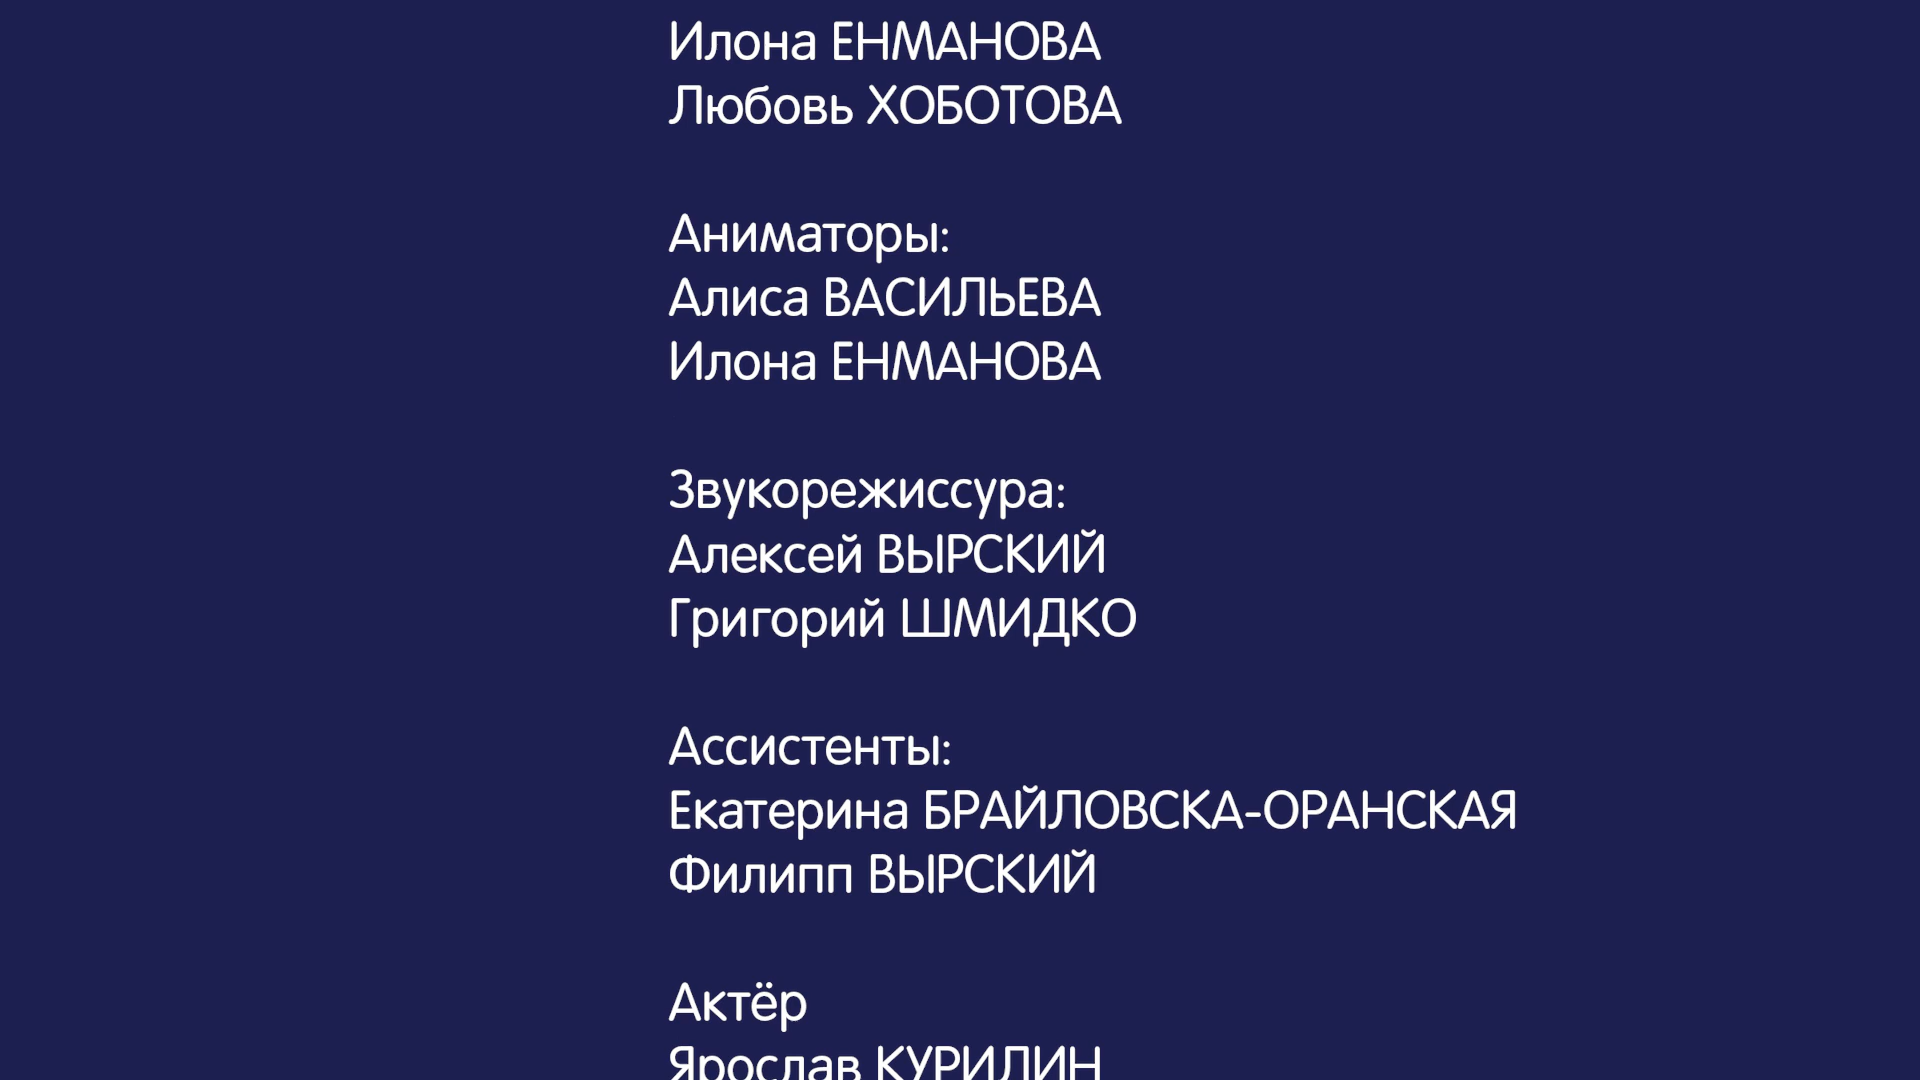 Илона ЕНМАНОВА
Любовь ХОБОТОВА
Аниматоры:
Алиса ВАСИЛЬЕВА
Илона ЕНМАНОВА
Звукорежиссура:
Алексей ВЫРСКИЙ
Григорий ШМИДКО
Ассистенты:
Екатерина БРАЙЛОВСКА-ОРАНСКАЯ
Филипп ВЫРСКИЙ
Актёр
Ярослав КУРИЛИН